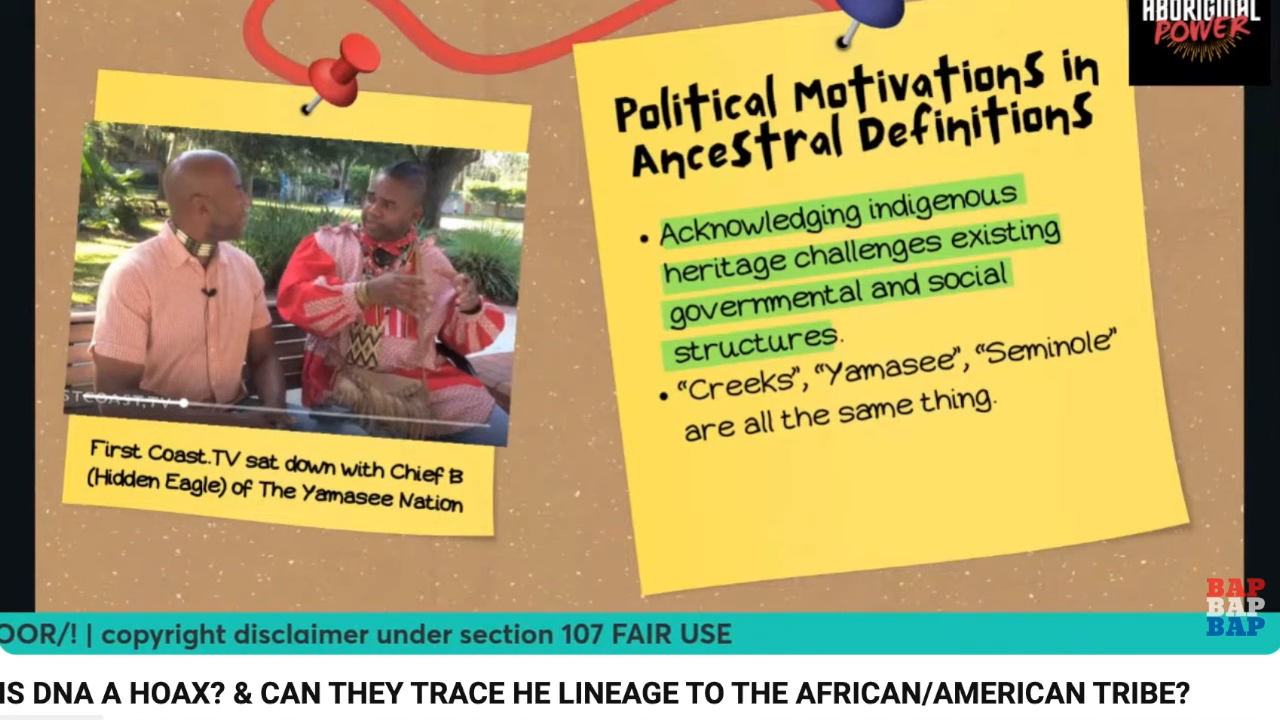 ABORIGINAL
POWER
Political Motivations in
Ancestral Definitions
• Acknowledging indigenous
heritage challenges existing
governmental and social
structures.
• "Creeks", "Yamasee", "Seminole"
are all the same thing.
STCOAST.TV
First Coast.TV sat down with Chief B
(Hidden Eagle) of The Yamasee Nation
BAP
BAP
BAP
OOR/! | copyright disclaimer under section 107 FAIR USE
IS DNA A HOAX? & CAN THEY TRACE HE LINEAGE TO THE AFRICAN/AMERICAN TRIBE?